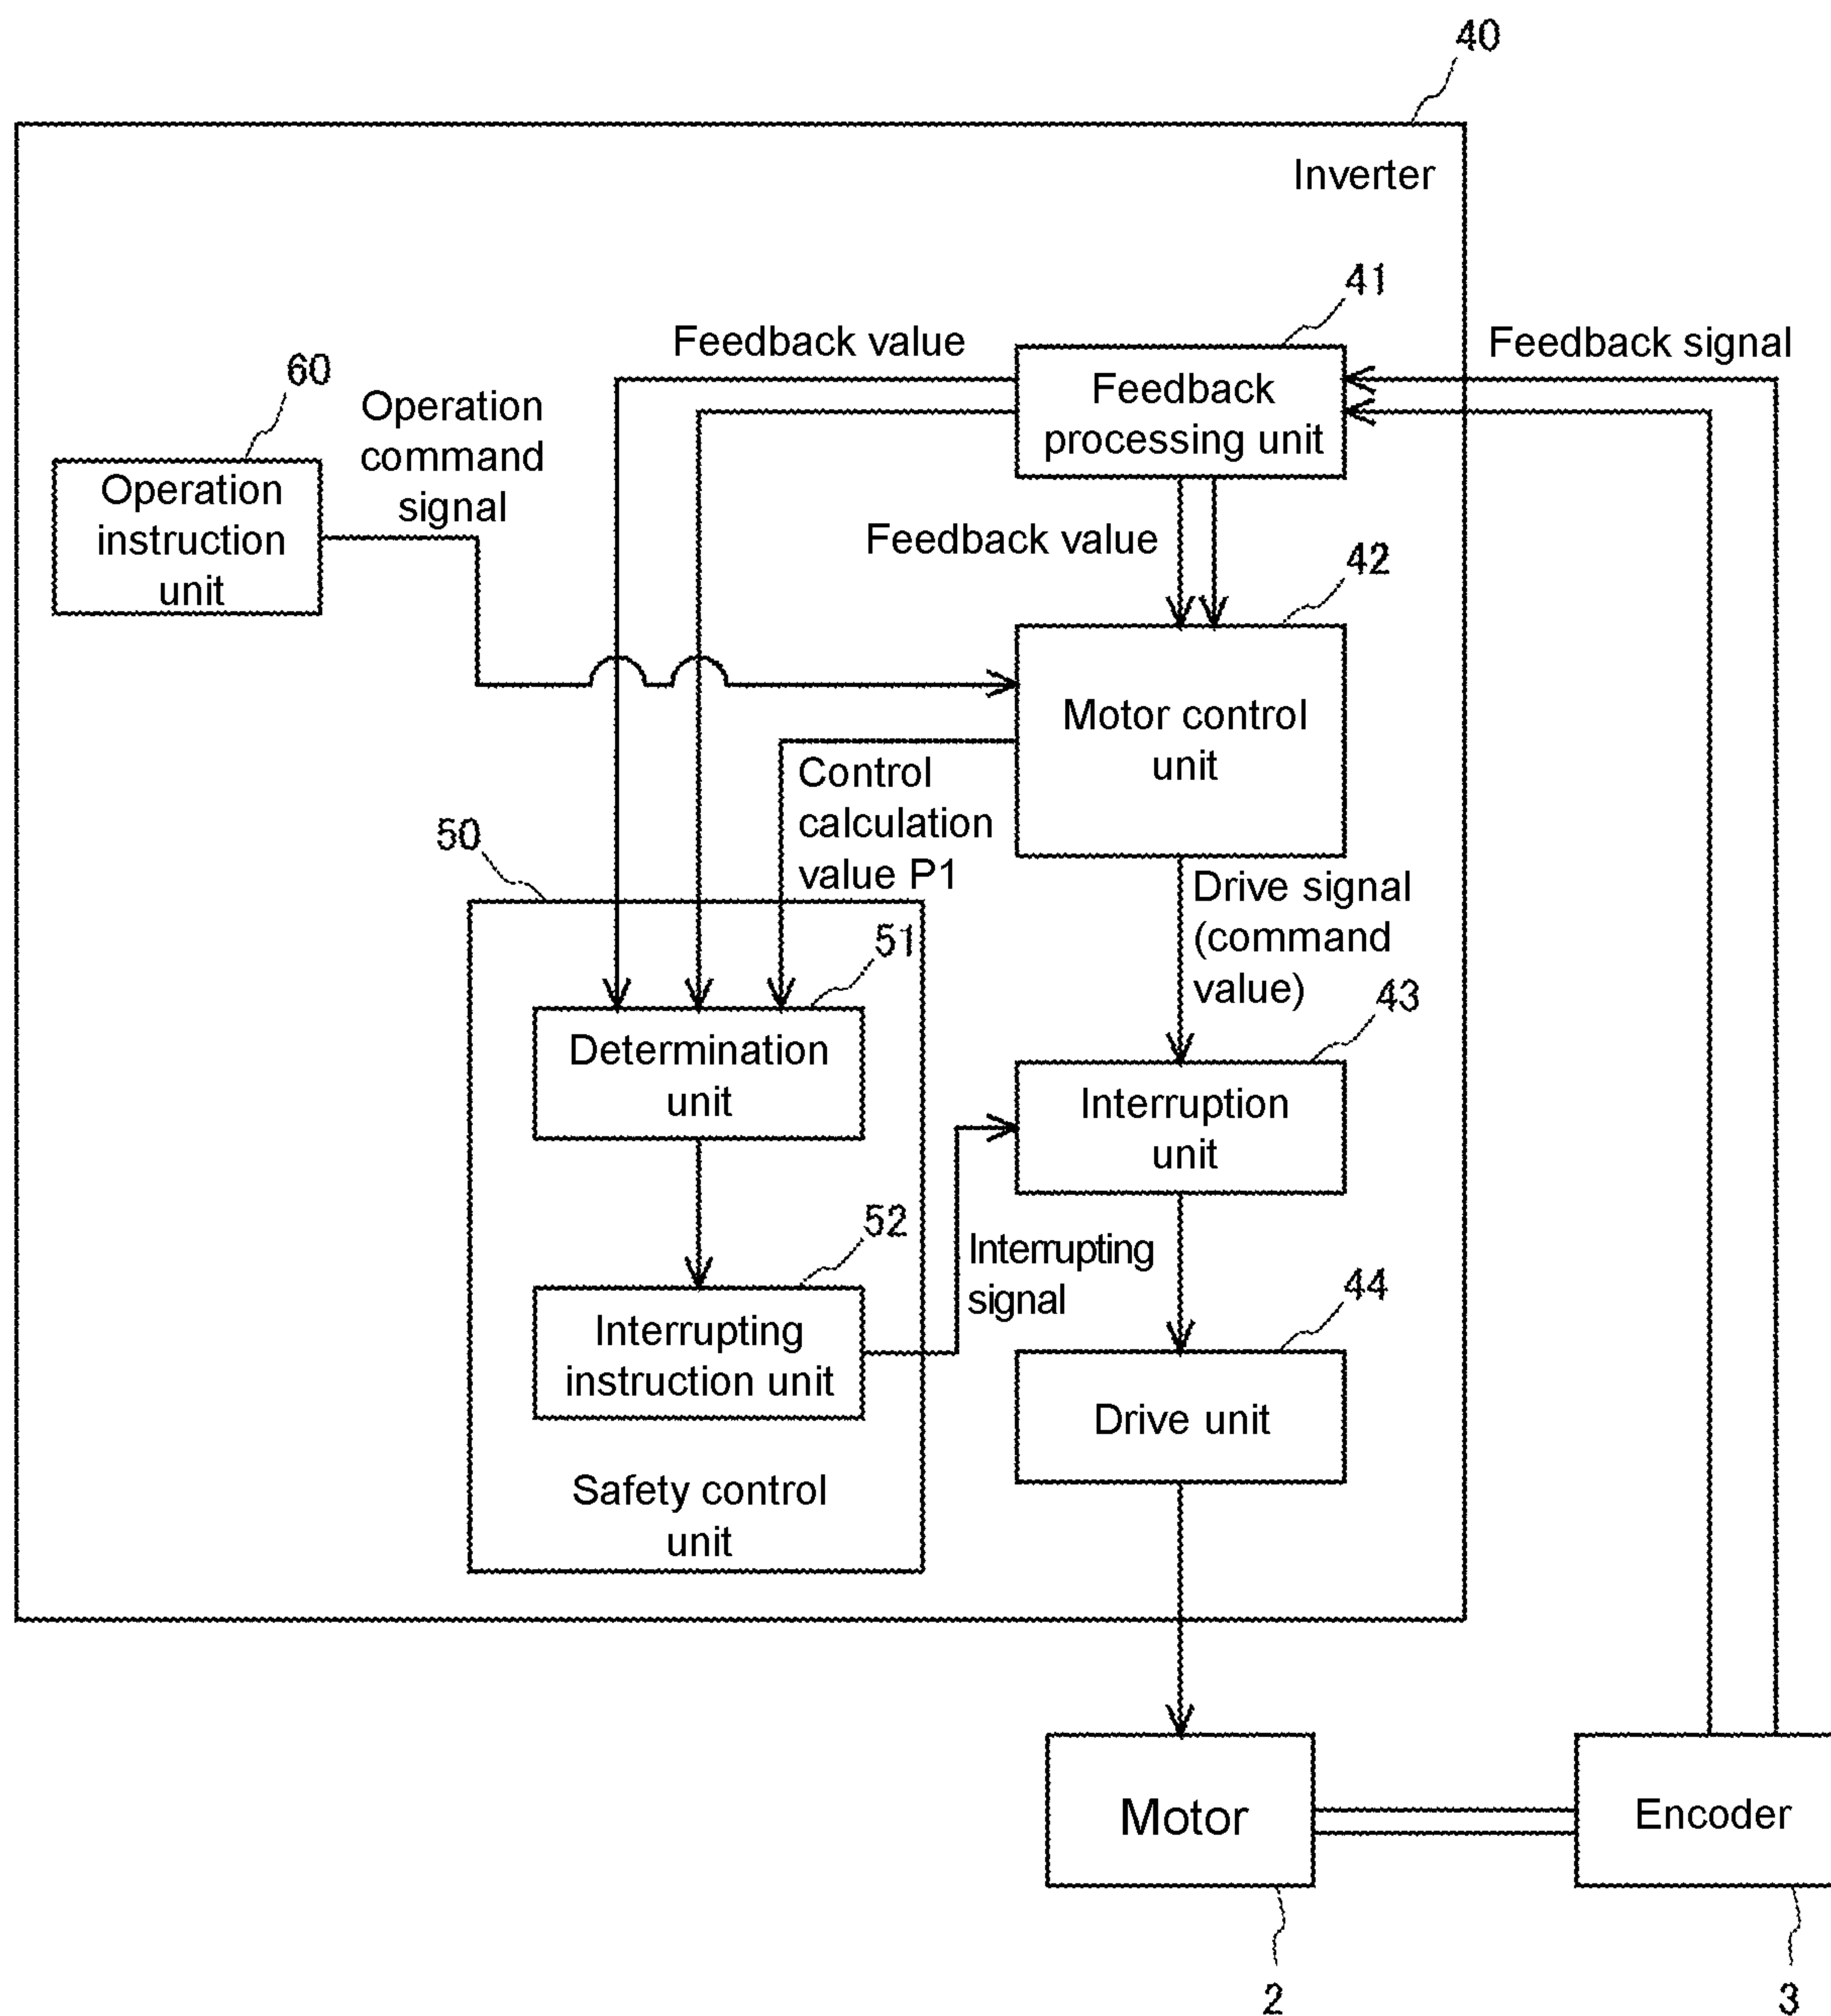 40
Inverter
41
Feedback value
Feedback signal
60
Operation
command
signal
Feedback
processing unit
Operation
instruction
unit
Feedback value
42
Motor control
unit
Control
calculation
value P1
50
Drive signal
(command
value)
51
43
Determination
unit
Interruption
unit
52
Interrupting
signal
44
Interrupting
instruction unit
Drive unit
Safety control
unit
Motor
Encoder
2
3